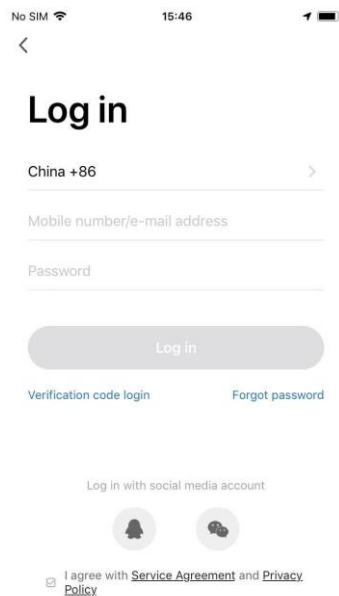 No SIM 15:46
Log in
China +86
Mobile number/e-mail address
Password
Log in
Verification code login Forgot password
Log in with social media account
I agree with Service Agreement and Privacy
Policy